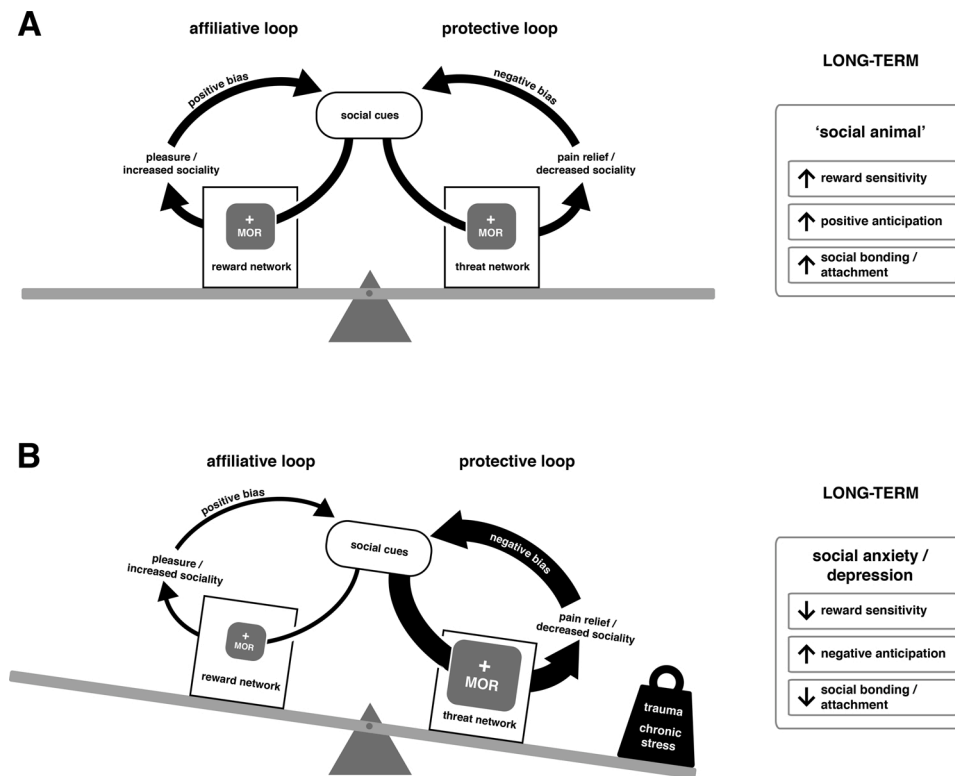 A
affiliative loop
protective loop
positive bias
negative bias
social cues
pleasure /
increased sociality
pain relief /
decreased sociality
+
MOR
reward network
+
MOR
threat network
LONG-TERM
'social animal'
↑ reward sensitivity
↑ positive anticipation
↑ social bonding /
attachment
B
affiliative loop
protective loop
positive bias
negative bias
social cues
pleasure /
increased sociality
pain relief /
decreased sociality
+
MOR
reward network
+
MOR
threat network
trauma
chronic
stress
LONG-TERM
social anxiety /
depression
↓ reward sensitivity
↑ negative anticipation
↓ social bonding /
attachment